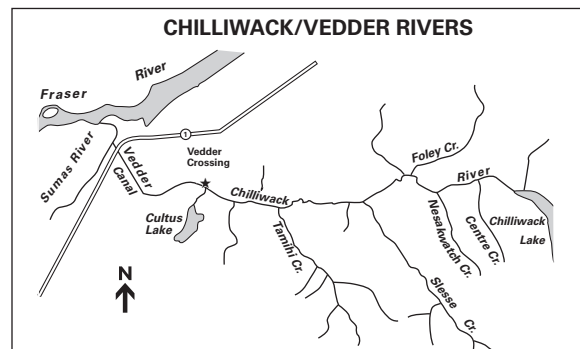 CHILLIWACK/VEDDER RIVERS
Fraser
River
Sumas River
1
Vedder
Canal
Vedder
Crossing
Cultus
Lake
Chilliwack
River
Foley Cr.
Tamihi Cr.
Slesse
Cr.
Nesakwatch Cr.
Centre Cr.
Chilliwack
Lake
N